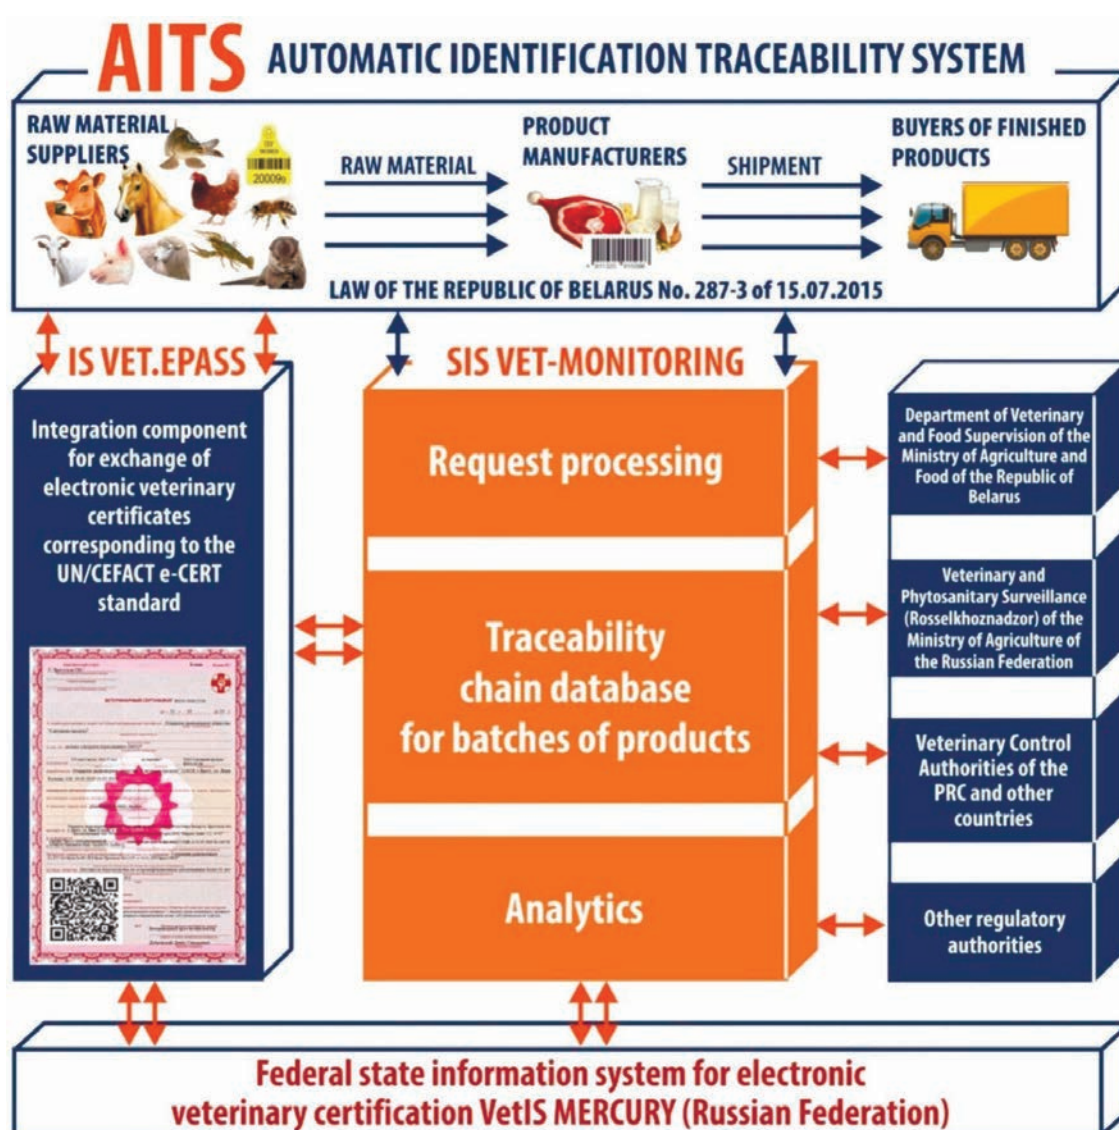 AITS AUTOMATIC IDENTIFICATION TRACEABILITY SYSTEM
RAW MATERIAL
SUPPLIERS
20009
RAW MATERIAL
PRODUCT
MANUFACTURERS
SHIPMENT
BUYERS OF FINISHED
PRODUCTS
LAW OF THE REPUBLIC OF BELARUS No. 287-3 of 15.07.2015
IS VET.EPASS
Integration component
for exchange of
electronic veterinary
certificates
corresponding to the
UN/CEFACT e-CERT
standard
ВЕТЕРИНАРНЫЙ СЕРТИФИКАТ
SIS VET-MONITORING
Request processing
Traceability
chain database
for batches of products
Analytics
Department of Veterinary
and Food Supervision of the
Ministry of Agriculture and
Food of the Republic of
Belarus
Veterinary and
Phytosanitary Surveillance
(Rosselkhoznadzor) of the
Ministry of Agriculture of
the Russian Federation
Veterinary Control
Authorities of the
PRC and other
countries
Other regulatory
authorities
Federal state information system for electronic
veterinary certification VetIS MERCURY (Russian Federation)